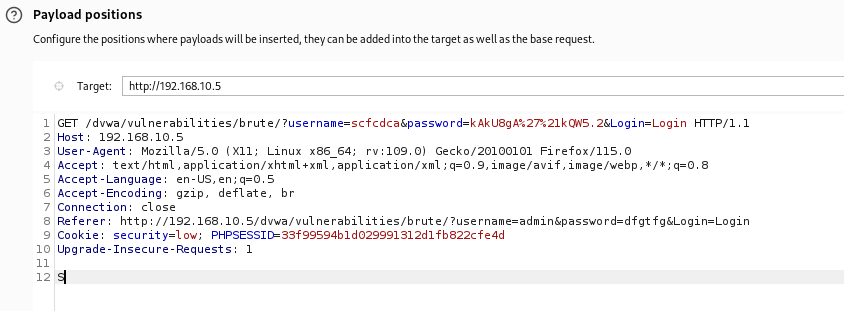 Payload positions
Configure the positions where payloads will be inserted, they can be added into the target as well as the base request.
Target: http://192.168.10.5
1 GET /dvwa/vulnerabilities/brute/?username=scfcdca&password=kAkU8gA%27%21kQW5.2&Login=Login HTTP/1.1
2 Host: 192.168.10.5
3 User-Agent: Mozilla/5.0 (X11; Linux x86_64; rv:109.0) Gecko/20100101 Firefox/115.0
4 Accept: text/html,application/xhtml+xml,application/xml;q=0.9,image/avif,image/webp,*/*;q=0.8
5 Accept-Language: en-US,en;q=0.5
6 Accept-Encoding: gzip, deflate, br
7 Connection: close
8 Referer: http://192.168.10.5/dvwa/vulnerabilities/brute/?username=admin&password=dfgtfg&Login=Login
9 Cookie: security=low; PHPSESSID=33f99594b1d029991312d1fb822cfe4d
10 Upgrade-Insecure-Requests: 1
11
12 S